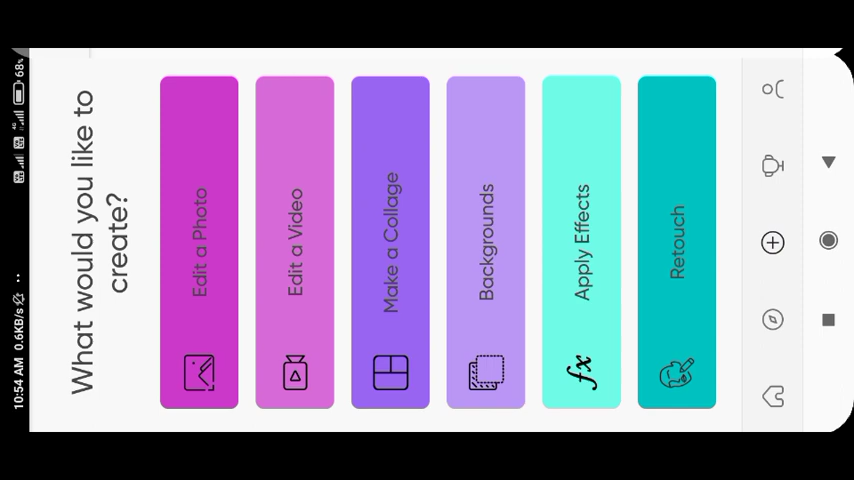 10:54 AM 0.6KB/s
4G
68%
What would you like to
create?
Edit a Photo
Edit a Video
Make a Collage
Backgrounds
fx Apply Effects
Retouch